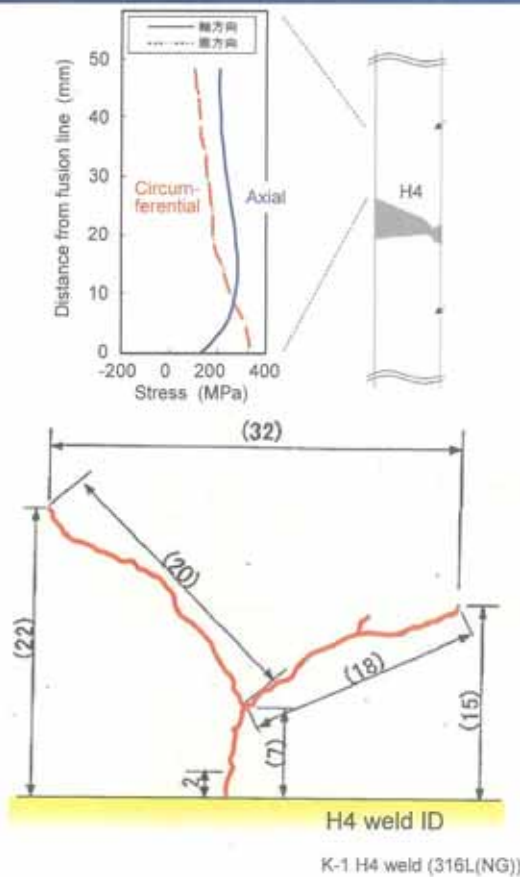 軸方向
周方向
50
40
30
20
10
0
Distance from fusion line (mm)
Circum-
ferential
Axial
-200 0 200 400
Stress (MPa)
H4
(32)
(20)
(22)
(18)
(15)
(7)
2
H4 weld ID
K-1 H4 weld (316L(NG))